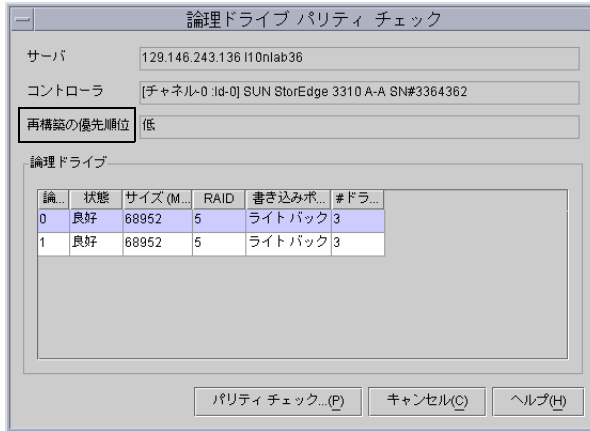 論理ドライブ パリティ チェック
サーバ 129.146.243.136 l10nlab36
コントローラ [チャネル-0 :Id-0] SUN StorEdge 3310 A-A SN#3364362
再構築の優先順位 低
論理ドライブ
論... 状態 サイズ (M... RAID 書き込みポ... #ドラ...
0 良好 68952 5 ライト バック 3
1 良好 68952 5 ライト バック 3
パリティ チェック...(P) キャンセル(C) ヘルプ(H)